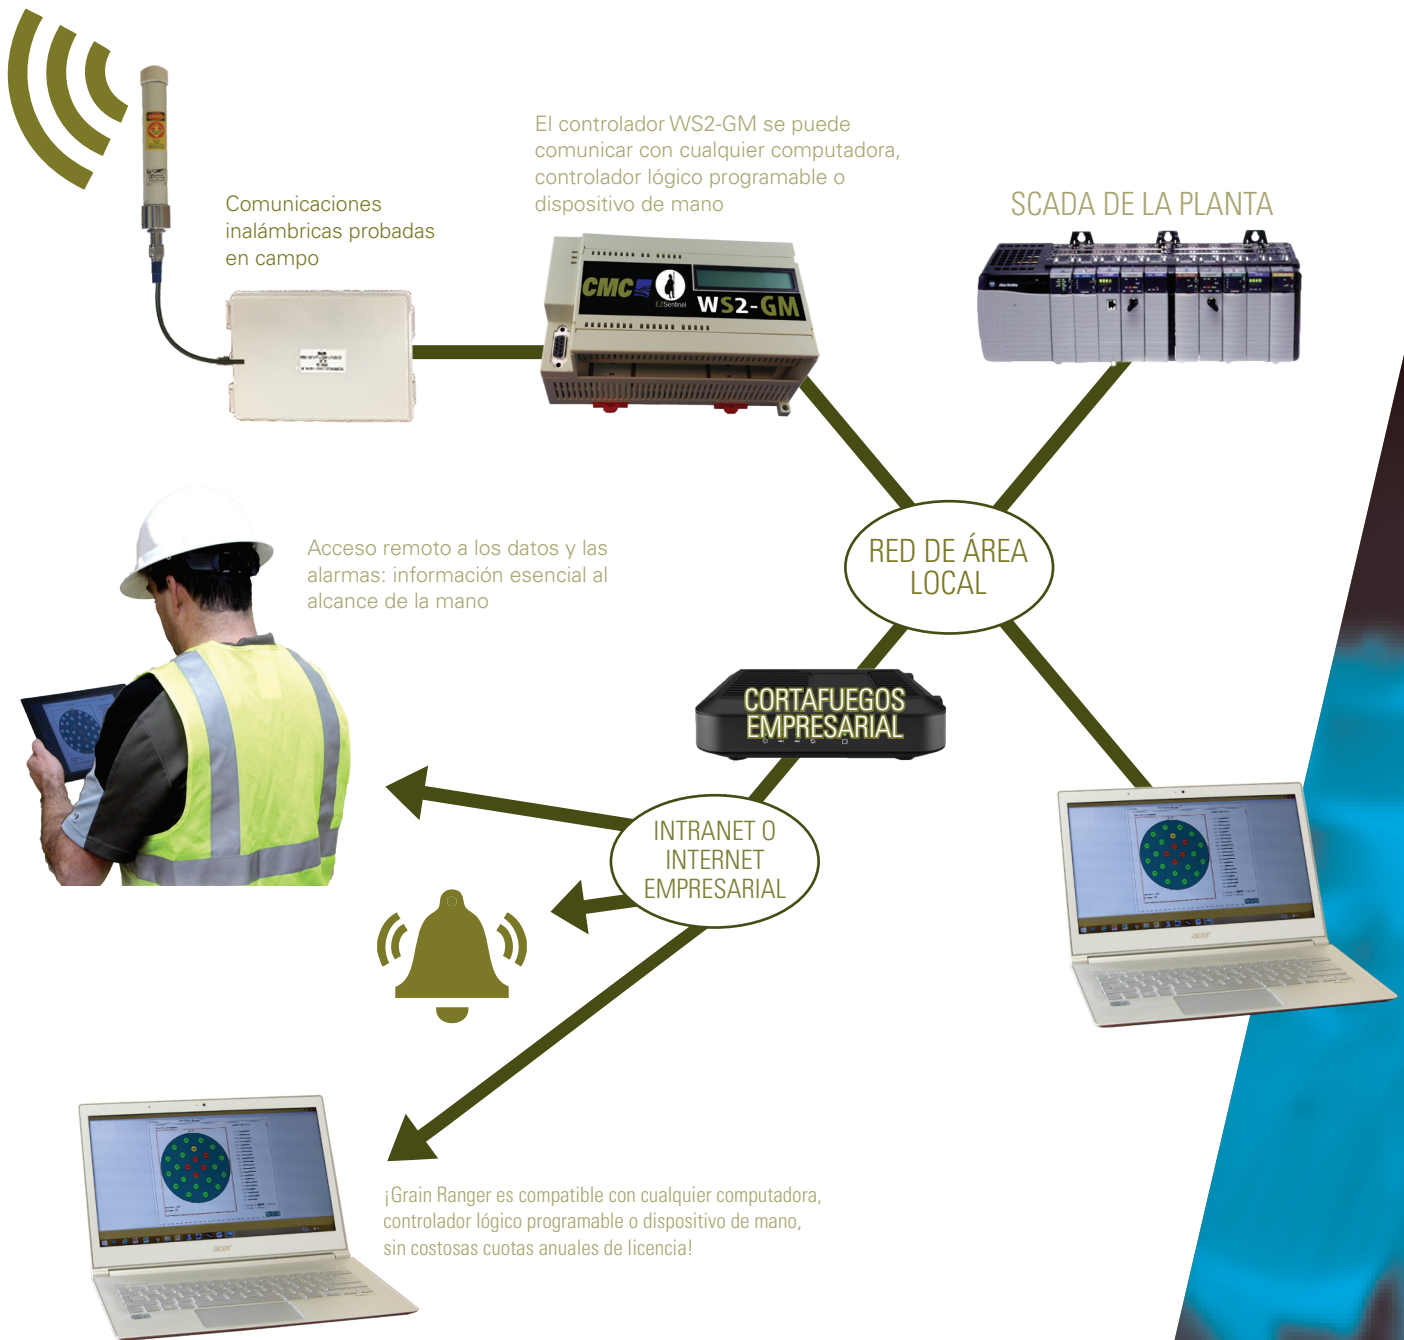 El controlador WS2-GM se puede
comunicar con cualquier computadora,
controlador lógico programable o
dispositivo de mano
Comunicaciones
inalámbricas probadas
en campo
SCADA DE LA PLANTA
CMC
EZSentinel
WS2-GM
Acceso remoto a los datos y las
alarmas: información esencial al
alcance de la mano
RED DE ÁREA
LOCAL
CORTAFUEGOS
EMPRESARIAL
INTRANET O
INTERNET
EMPRESARIAL
acer
acer
¡Grain Ranger es compatible con cualquier computadora,
controlador lógico programable o dispositivo de mano,
sin costosas cuotas anuales de licencia!